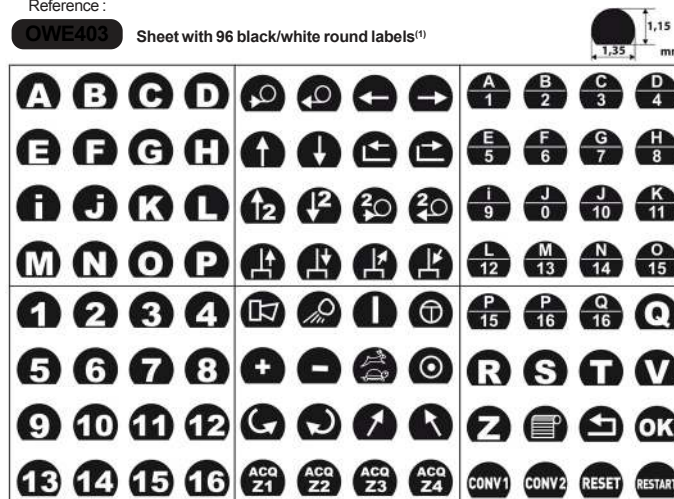 Reference :
OWE403 Sheet with 96 black/white round labels(1)
1,15
1,35 mm
A B C D A/1 B/2 C/3 D/4
E F G H E/5 F/6 G/7 H/8
i J K L 2 2 2 2 i/9 J/0 J/10 K/11
M N O P L/12 M/13 N/14 O/15
1 2 3 4 T P/15 P/16 Q/16 Q
5 6 7 8 + - R S T V
9 10 11 12 Z OK
13 14 15 16 ACQ Z1 ACQ Z2 ACQ Z3 ACQ Z4 CONV1 CONV2 RESET RESTART